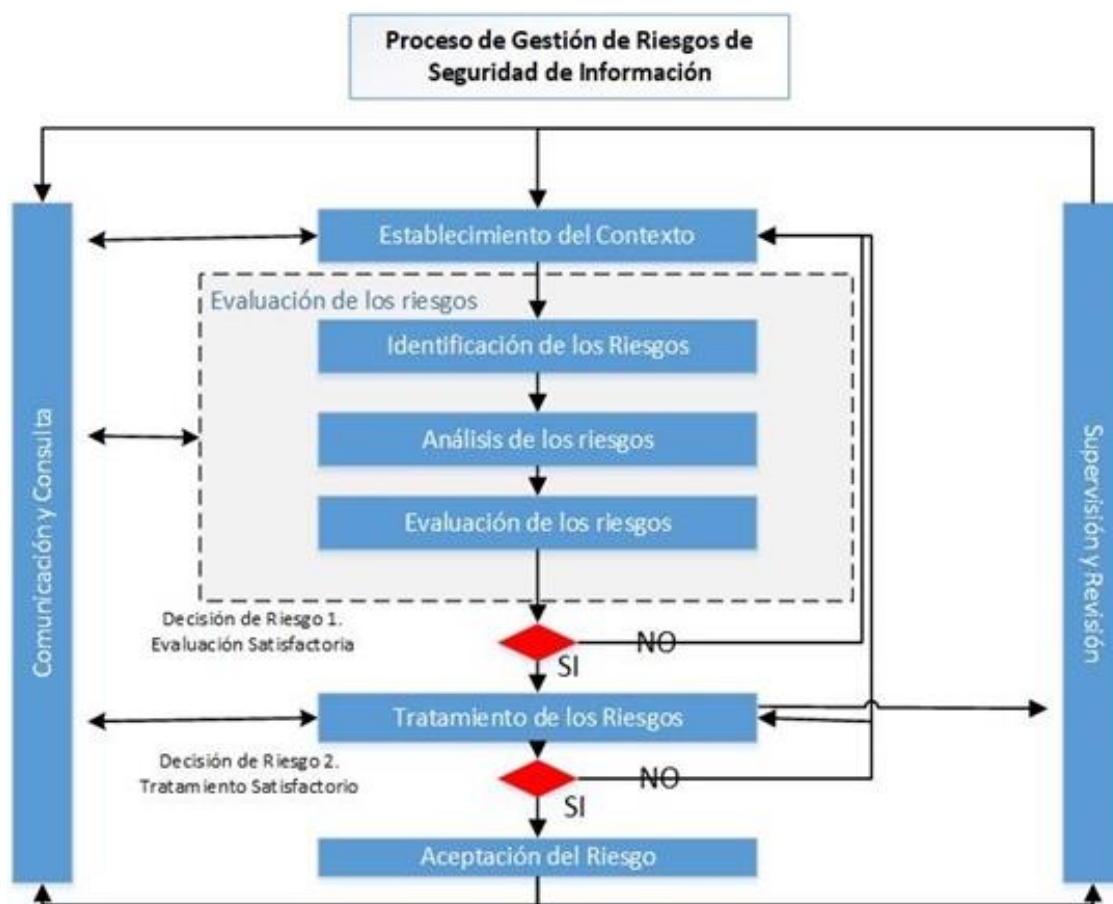 Proceso de Gestión de Riesgos de
Seguridad de Información
Establecimiento del Contexto
Evaluación de los riesgos
Identificación de los Riesgos
Análisis de los riesgos
Evaluación de los riesgos
Comunicación y Consulta
Supervisión y Revisión
Decisión de Riesgo 1.
Evaluación Satisfactoria
NO
SI
Tratamiento de los Riesgos
Decisión de Riesgo 2.
Tratamiento Satisfactorio
NO
SI
Aceptación del Riesgo